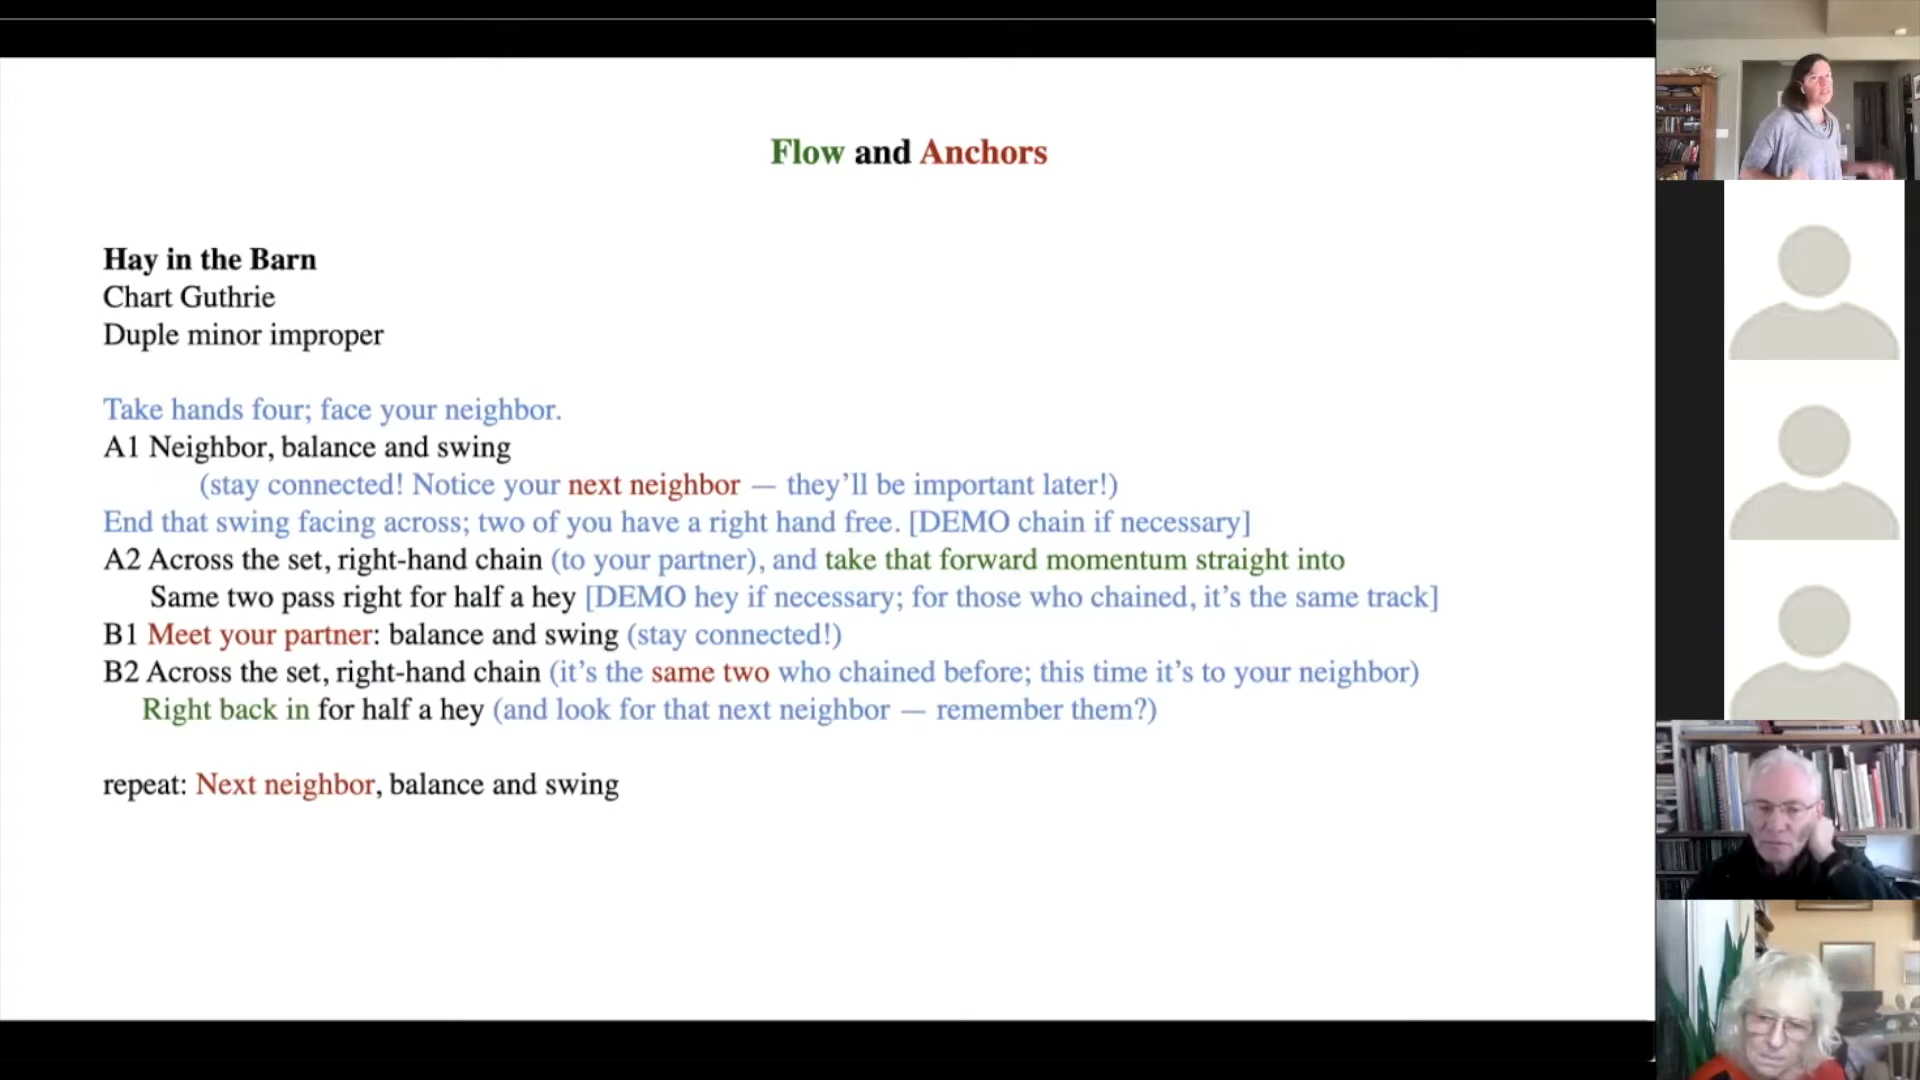 Flow and Anchors
Hay in the Barn
Chart Guthrie
Duple minor improper
Take hands four; face your neighbor.
A1 Neighbor, balance and swing
(stay connected! Notice your next neighbor — they’ll be important later!)
End that swing facing across; two of you have a right hand free. [DEMO chain if necessary]
A2 Across the set, right-hand chain (to your partner), and take that forward momentum straight into
Same two pass right for half a hey [DEMO hey if necessary; for those who chained, it’s the same track]
B1 Meet your partner: balance and swing (stay connected!)
B2 Across the set, right-hand chain (it’s the same two who chained before; this time it’s to your neighbor)
Right back in for half a hey (and look for that next neighbor — remember them?)
repeat: Next neighbor, balance and swing